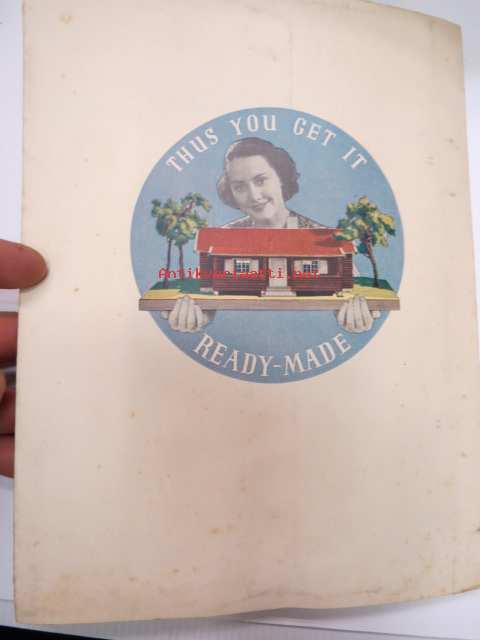 THUS YOU GET IT
Antikvariaatti.net
READY-MADE